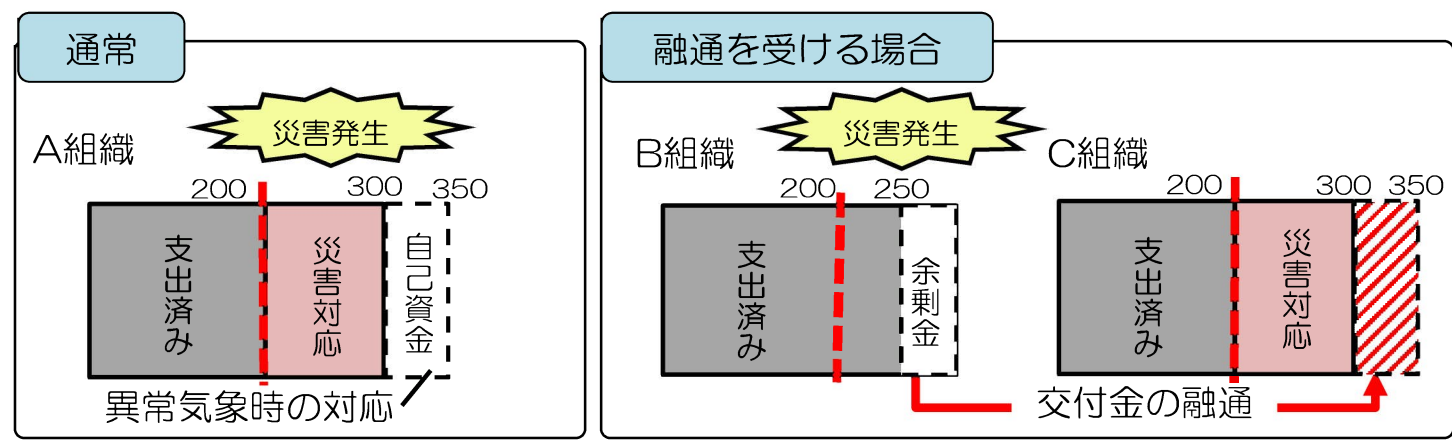 通常
災害発生
A組織
200
300
350
支出済み
災害対応
自己資金
異常気象時の対応
融通を受ける場合
災害発生
B組織
200
250
支出済み
余剰金
C組織
200
300
350
支出済み
災害対応
交付金の融通